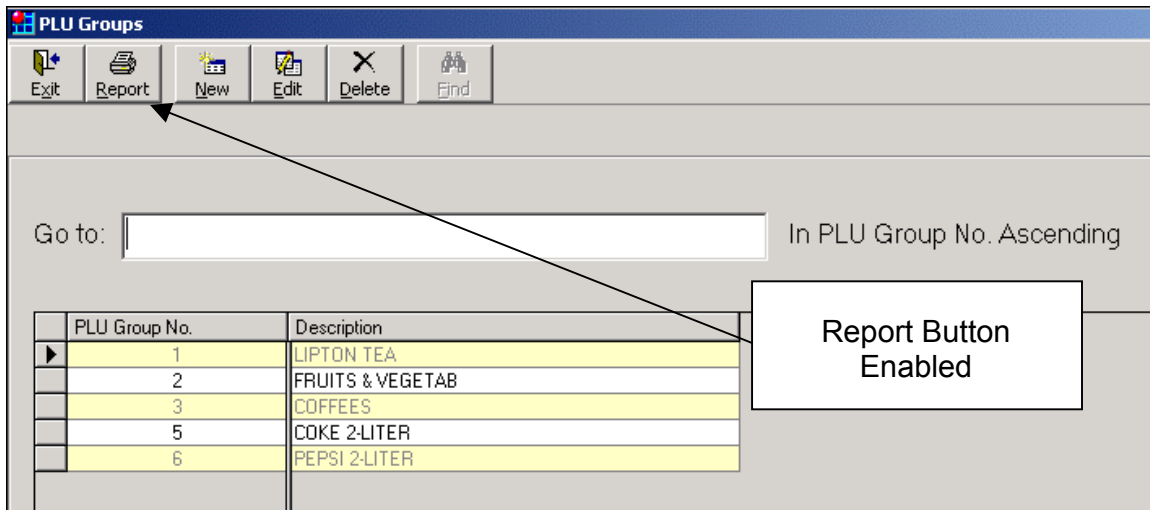 PLU Groups
Exit Report New Edit Delete Find
Go to: In PLU Group No. Ascending
PLU Group No. Description
1 LIPTON TEA
2 FRUITS & VEGETAB
3 COFFEES
5 COKE 2-LITER
6 PEPSI 2-LITER
Report Button
Enabled